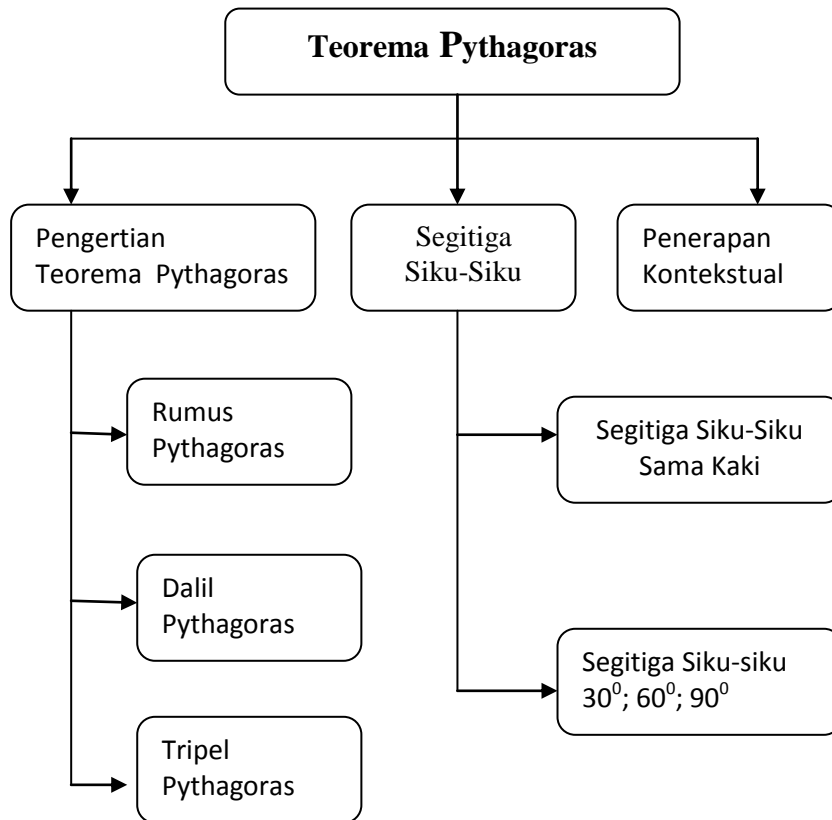 Teorema Pythagoras
Pengertian
Teorema Pythagoras
Segitiga
Siku-Siku
Penerapan
Kontekstual
Rumus
Pythagoras
Dalil
Pythagoras
Tripel
Pythagoras
Segitiga Siku-Siku
Sama Kaki
Segitiga Siku-siku
30⁰; 60⁰; 90⁰